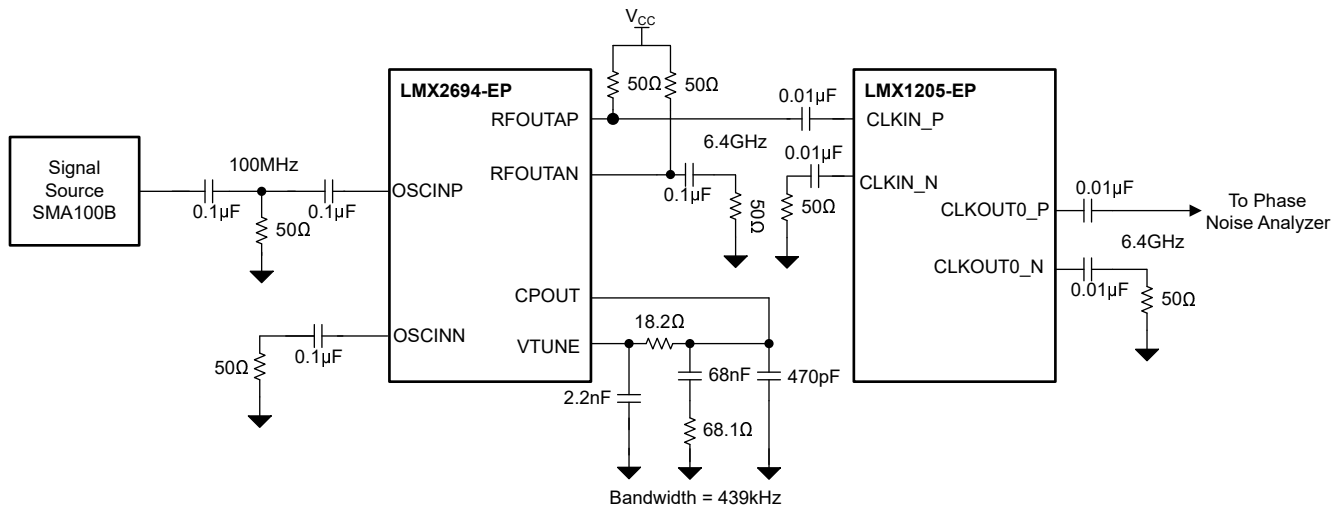 V_CC
50Ω
50Ω
LMX2694-EP
LMX1205-EP
0.01µF
RFOUTAP
CLKIN_P
Signal
Source
SMA100B
100MHz
6.4GHz
0.01µF
RFOUTAN
CLKIN_N
OSCINP
0.1µF
0.1µF
50Ω
0.1µF
50Ω
50Ω
0.01µF
CLKOUT0_P
To Phase
Noise Analyzer
6.4GHz
CLKOUT0_N
0.01µF
50Ω
CPOUT
18.2Ω
OSCINN
VTUNE
0.1µF
50Ω
68nF
470pF
2.2nF
68.1Ω
Bandwidth = 439kHz